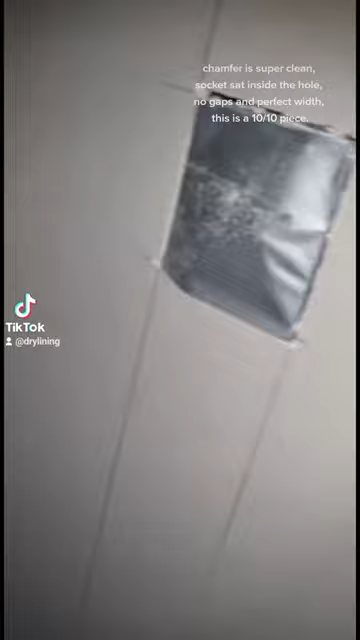 chamfer is super clean,
socket sat inside the hole,
no gaps and perfect width,
this is a 10/10 piece.
TikTok
@drylining